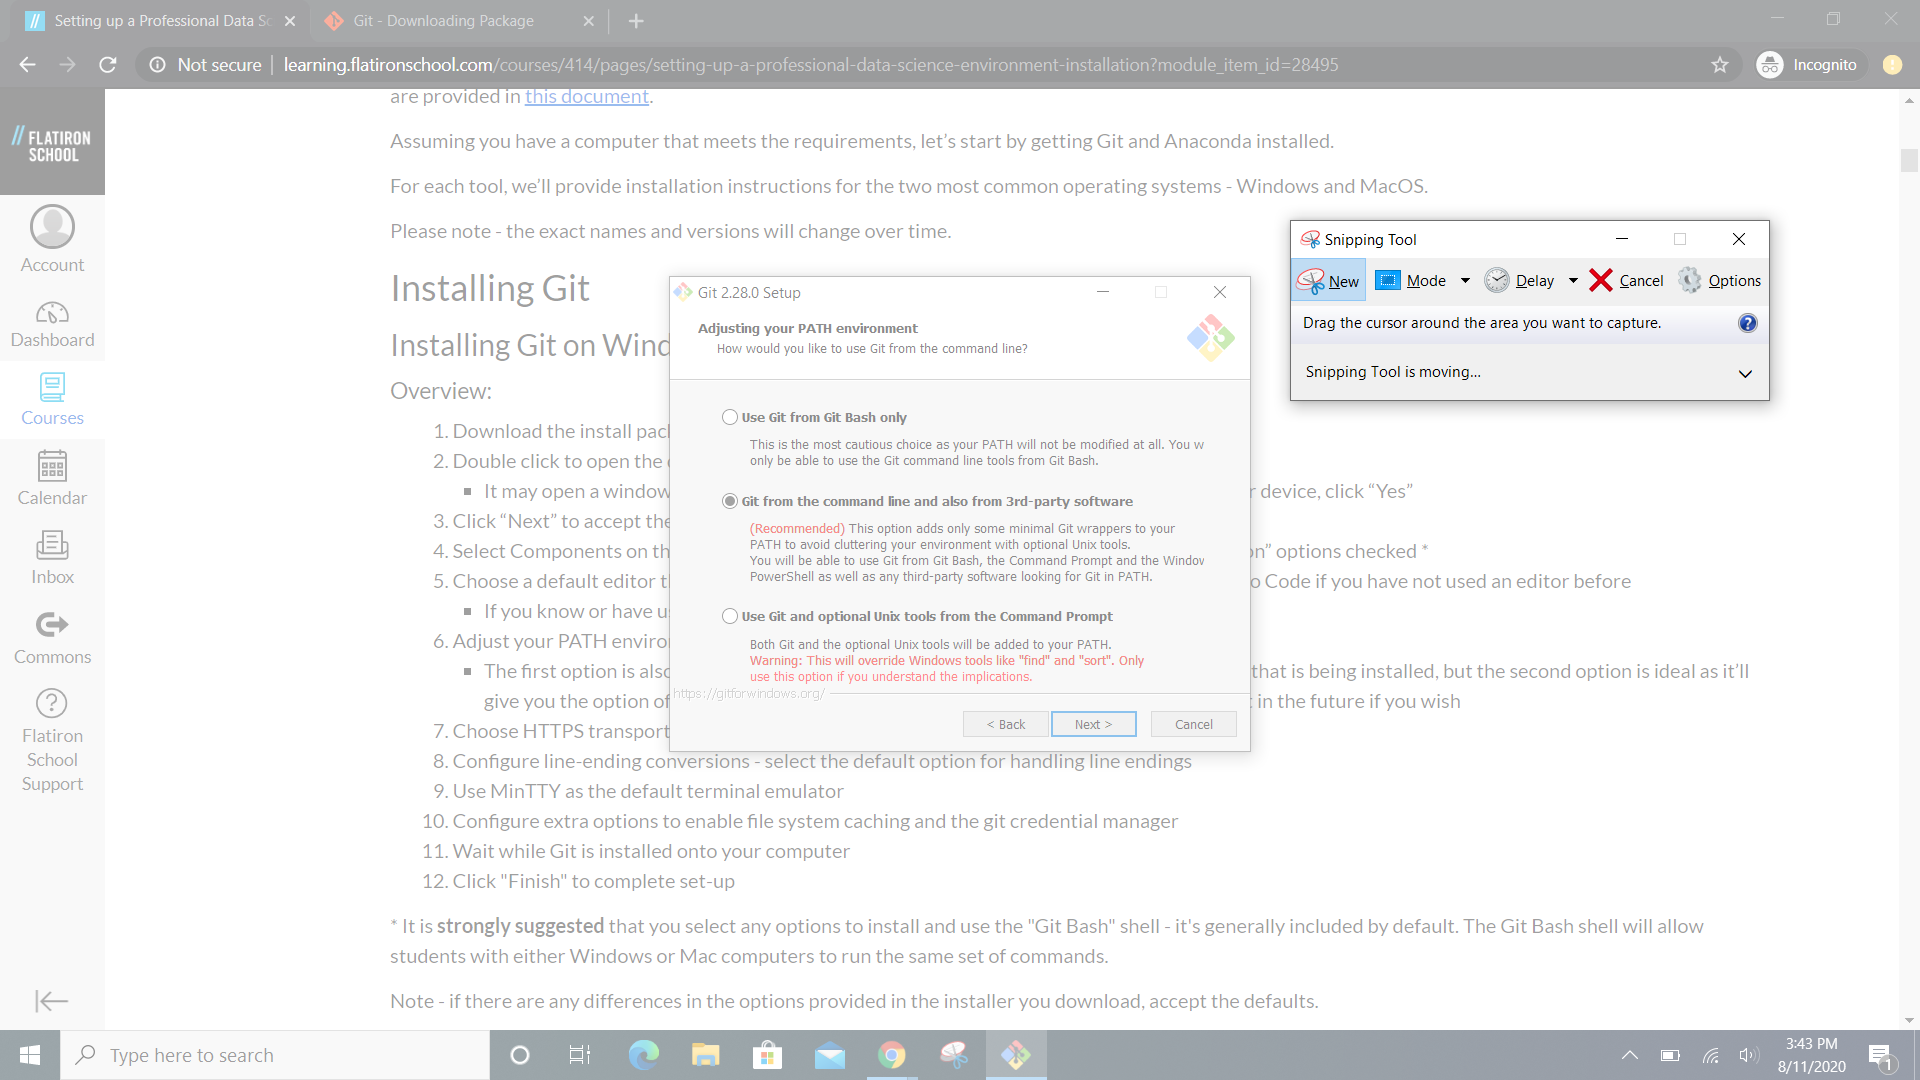 Setting up a Professional Data Sc
Git - Downloading Package
Not secure
learning.flatironschool.com/courses/414/pages/setting-up-a-professional-data-science-environment-installation?module_item_id=28495
Incognito
are provided in this document.
Assuming you have a computer that meets the requirements, let's start by getting Git and Anaconda installed.
For each tool, we'll provide installation instructions for the two most common operating systems - Windows and MacOS.
Please note - the exact names and versions will change over time.
Installing Git
Installing Git on Wind
Overview:
1. Download the install pac
2. Double click to open the
▪ It may open a window
r device, click “Yes”
3. Click “Next” to accept the
4. Select Components on th
on” options checked *
5. Choose a default editor t
o Code if you have not used an editor before
▪ If you know or have u
6. Adjust your PATH enviro
▪ The first option is also
that is being installed, but the second option is ideal as it'll
give you the option of
in the future if you wish
7. Choose HTTPS transport
8. Configure line-ending conversions - select the default option for handling line endings
9. Use MinTTY as the default terminal emulator
10. Configure extra options to enable file system caching and the git credential manager
11. Wait while Git is installed onto your computer
12. Click "Finish" to complete set-up
* It is strongly suggested that you select any options to install and use the "Git Bash" shell - it's generally included by default. The Git Bash shell will allow
students with either Windows or Mac computers to run the same set of commands.
Note - if there are any differences in the options provided in the installer you download, accept the defaults.
FLATIRON
SCHOOL
Account
Dashboard
Courses
Calendar
Inbox
Commons
Flatiron
School
Support
Git 2.28.0 Setup
Adjusting your PATH environment
How would you like to use Git from the command line?
Use Git from Git Bash only
This is the most cautious choice as your PATH will not be modified at all. You w
only be able to use the Git command line tools from Git Bash.
Git from the command line and also from 3rd-party software
(Recommended) This option adds only some minimal Git wrappers to your
PATH to avoid cluttering your environment with optional Unix tools.
You will be able to use Git from Git Bash, the Command Prompt and the Window
PowerShell as well as any third-party software looking for Git in PATH.
Use Git and optional Unix tools from the Command Prompt
Both Git and the optional Unix tools will be added to your PATH.
Warning: This will override Windows tools like "find" and "sort". Only
use this option if you understand the implications.
https://gitforwindows.org/
< Back
Next >
Cancel
Snipping Tool
New
Mode
Delay
Cancel
Options
Drag the cursor around the area you want to capture.
Snipping Tool is moving...
Type here to search
3:43 PM
8/11/2020
1